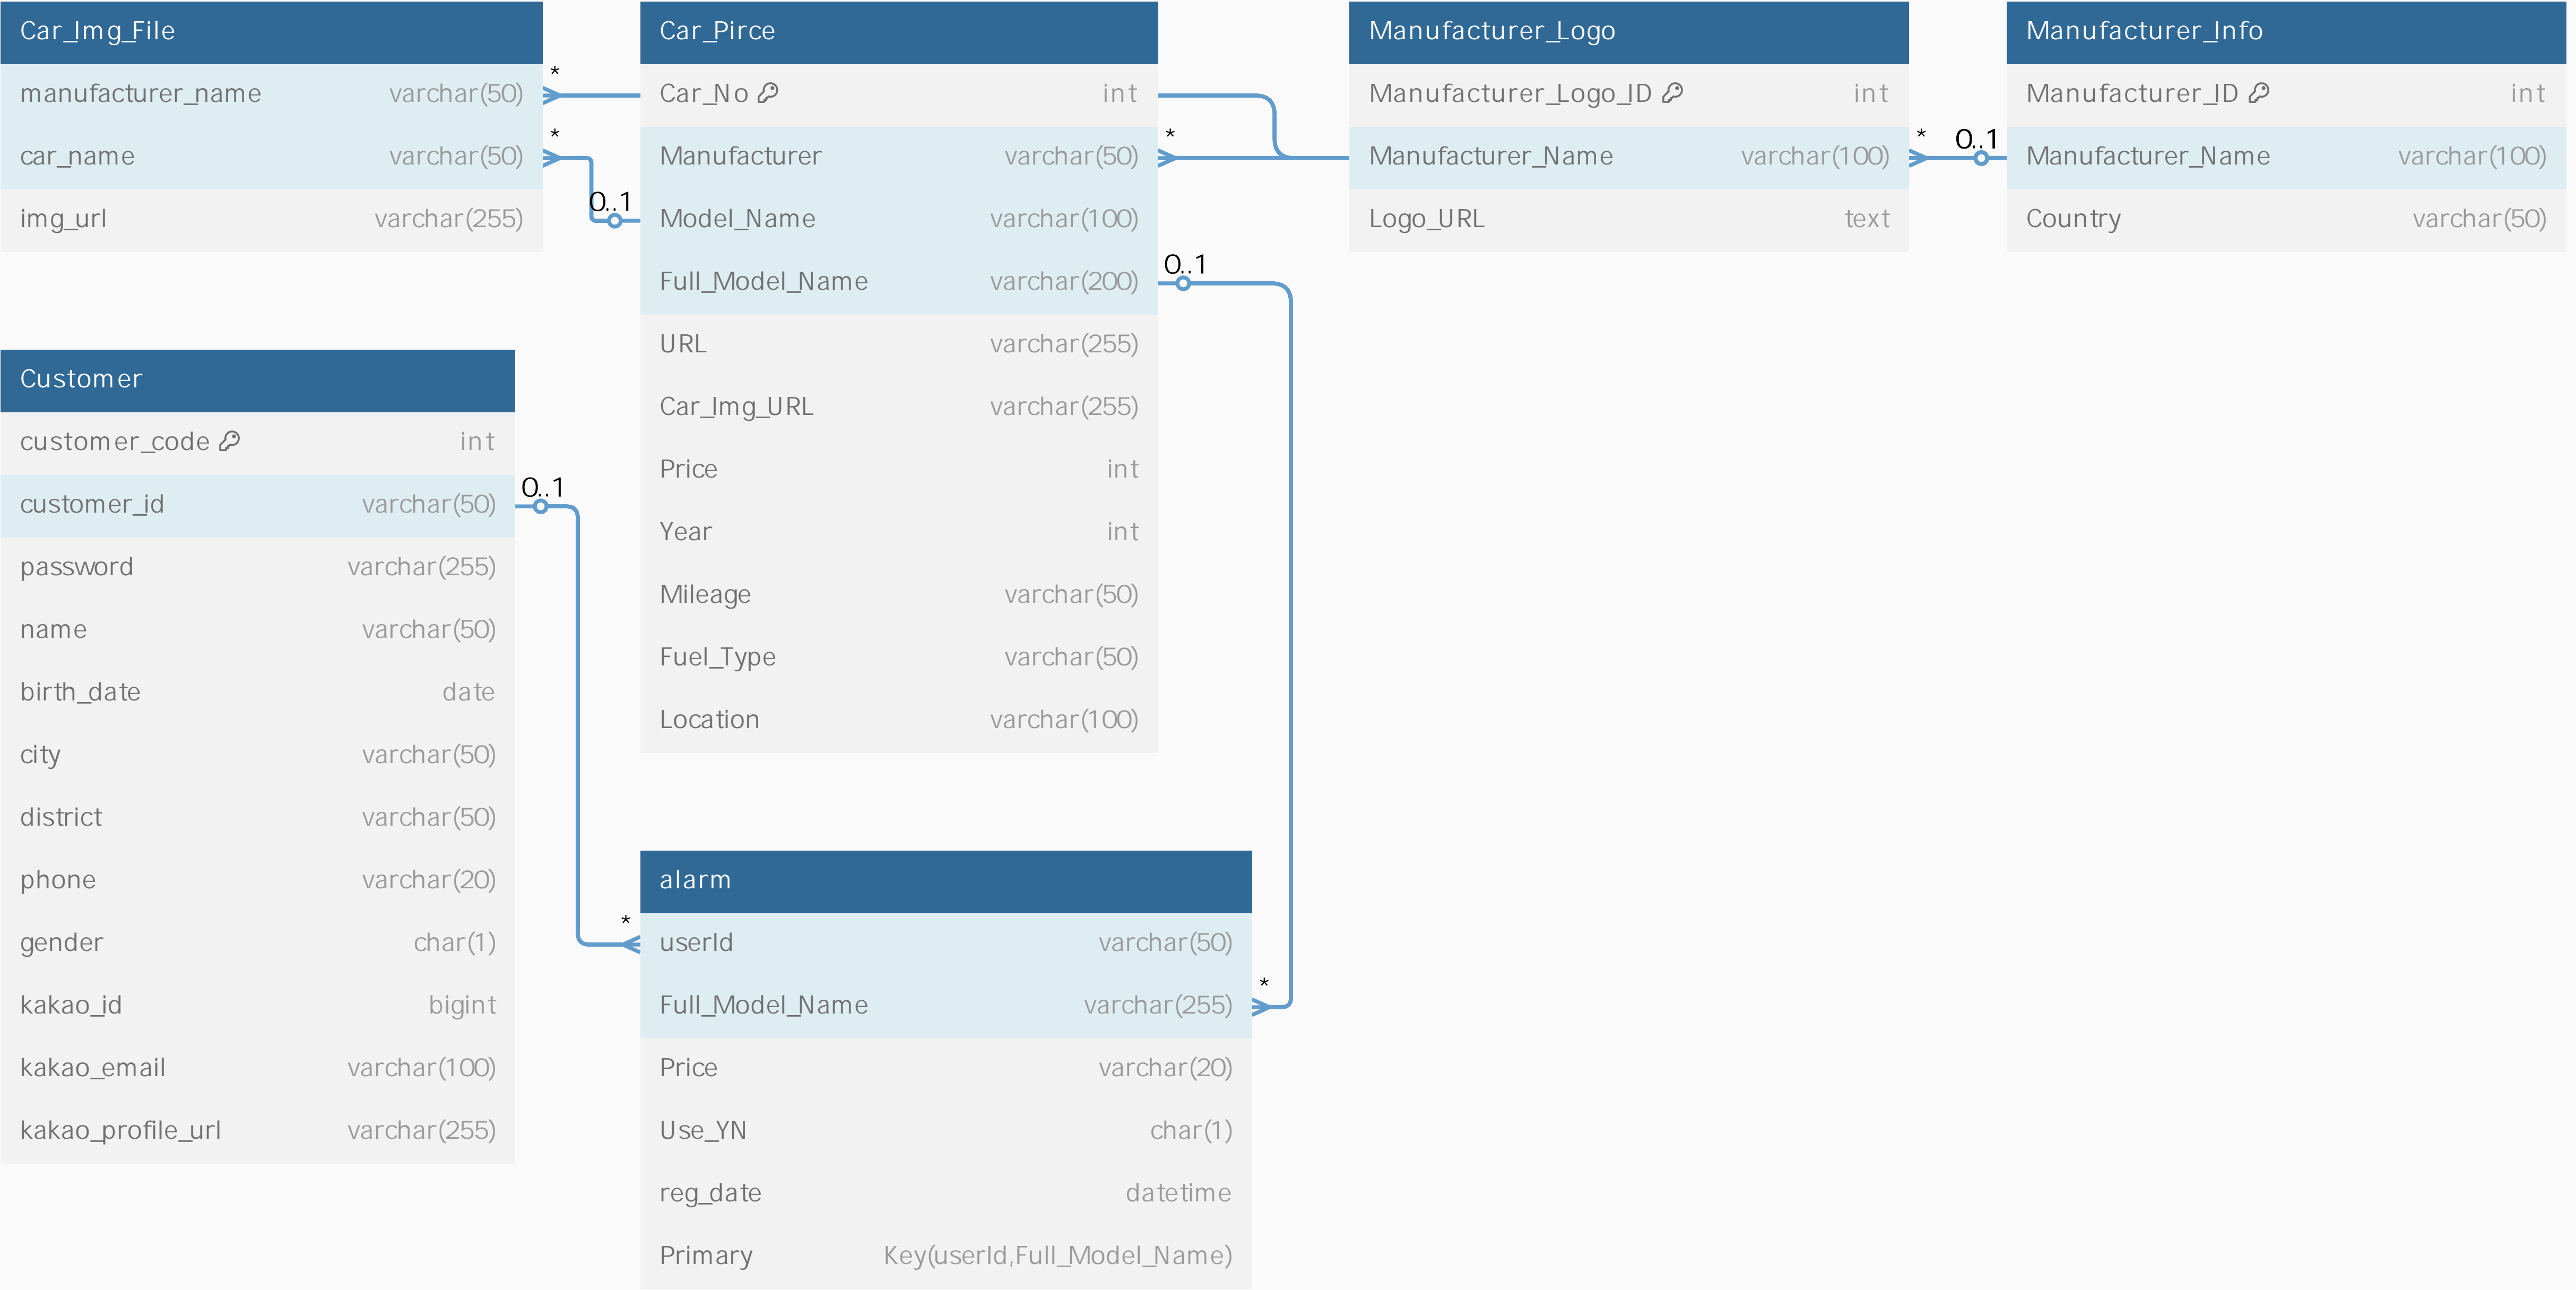 Car_Img_File
manufacturer_name varchar(50)
car_name varchar(50)
img_url varchar(255)
*
*
0..1
Car_Pirce
Car_No int
Manufacturer varchar(50)
Model_Name varchar(100)
Full_Model_Name varchar(200)
URL varchar(255)
Car_Img_URL varchar(255)
Price int
Year int
Mileage varchar(50)
Fuel_Type varchar(50)
Location varchar(100)
*
0..1
Manufacturer_Logo
Manufacturer_Logo_ID int
Manufacturer_Name varchar(100)
Logo_URL text
* 0..1
Manufacturer_Info
Manufacturer_ID int
Manufacturer_Name varchar(100)
Country varchar(50)
Customer
customer_code int
customer_id varchar(50)
password varchar(255)
name varchar(50)
birth_date date
city varchar(50)
district varchar(50)
phone varchar(20)
gender char(1)
kakao_id bigint
kakao_email varchar(100)
kakao_profile_url varchar(255)
0..1
*
alarm
userId varchar(50)
Full_Model_Name varchar(255)
Price varchar(20)
Use_YN char(1)
reg_date datetime
Primary Key(userId,Full_Model_Name)
*